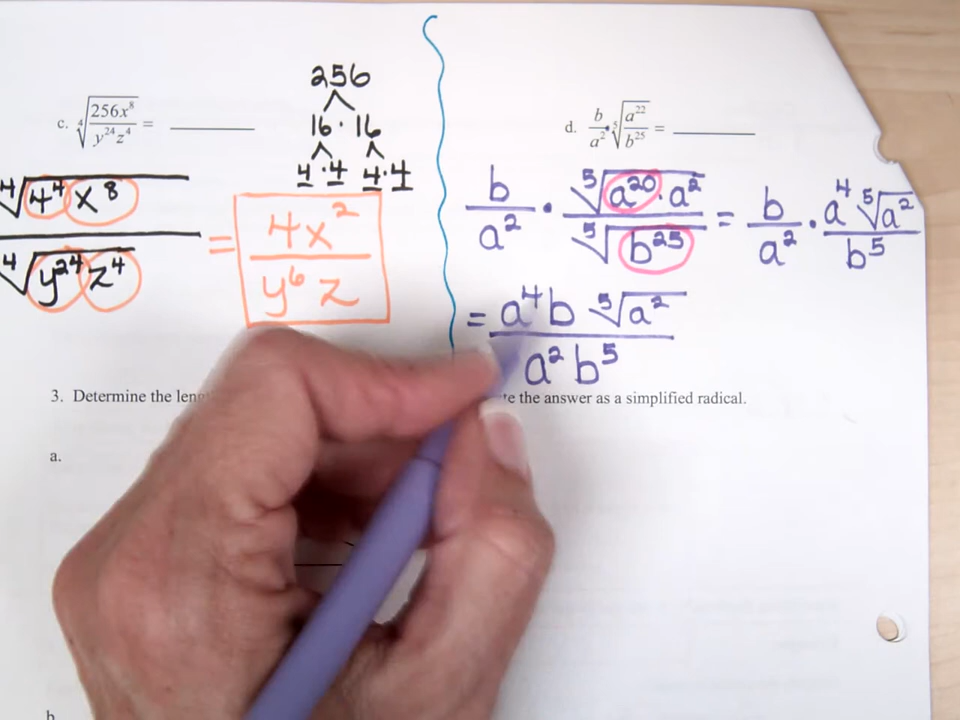 256
c. ⁴√(256x⁸/y²⁴z⁴) = ________
16 · 16
4 · 4 4 · 4
⁴√(4⁴ x⁸) / ⁴√(y²⁴ z⁴) = 4x²/y⁶z
d. b/a² · ⁵√(a²²/b²⁵) = ________
b/a² · ⁵√(a²⁰ · a²) / ⁵√(b²⁵) = b/a² · a⁴ ⁵√(a²) / b⁵
= a⁴b ⁵√(a²) / a²b⁵
3. Determine the the answer as a simplified radical.
a.